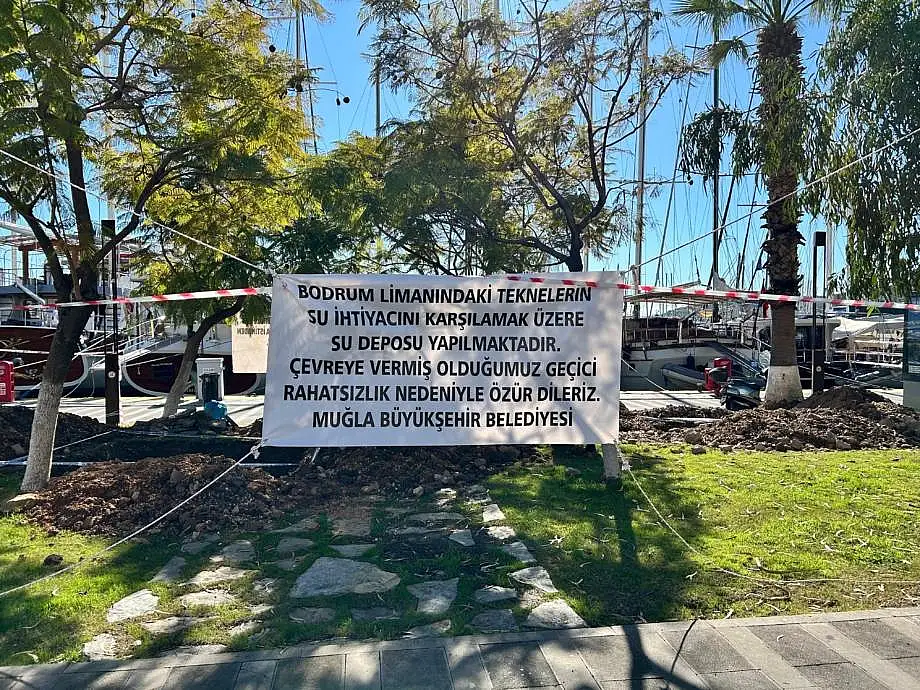 BODRUM LİMANINDAKİ TEKNELERİN
SU İHTİYACINI KARŞILAMAK ÜZERE
SU DEPOSU YAPILMAKTADIR.
ÇEVREYE VERMİŞ OLDUĞUMUZ GEÇİCİ
RAHATSIZLIK NEDENİYLE ÖZÜR DİLERİZ.
MUĞLA BÜYÜKŞEHİR BELEDİYESİ